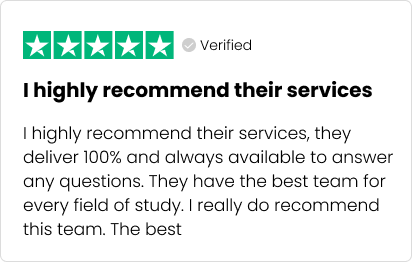 Verified
I highly recommend their services
I highly recommend their services, they
deliver 100% and always available to answer
any questions. They have the best team for
every field of study. I really do recommend
this team. The best